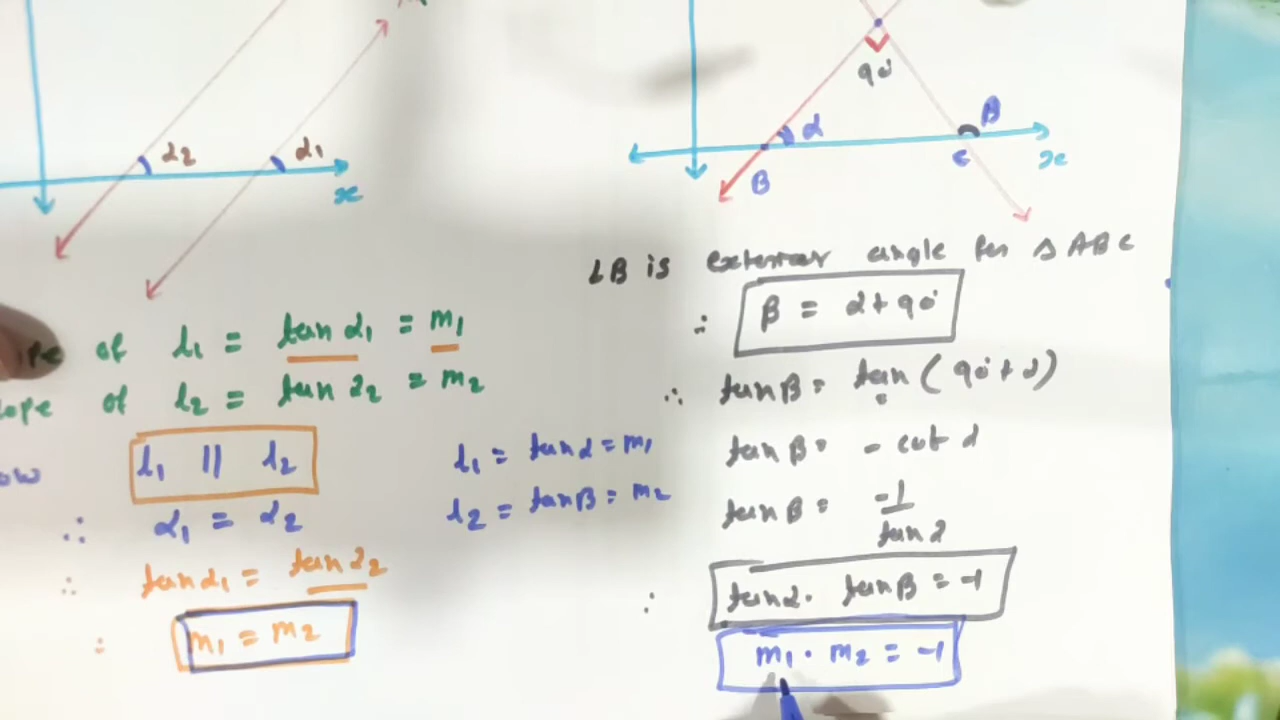 α2
α1
x
90°
α
β
B
C
x
∠B is exterior angle for Δ ABC
∴ β = α + 90°
∴ tan β = tan (90° + α)
tan β = - cot α
tan β = -1 / tan α
∴ tan α . tan β = -1
m1 . m2 = -1
of l1 = tan α1 = m1
of l2 = tan α2 = m2
l1 || l2
∴ α1 = α2
∴ tan α1 = tan α2
∴ m1 = m2
l1 = tan α = m1
l2 = tan β = m2